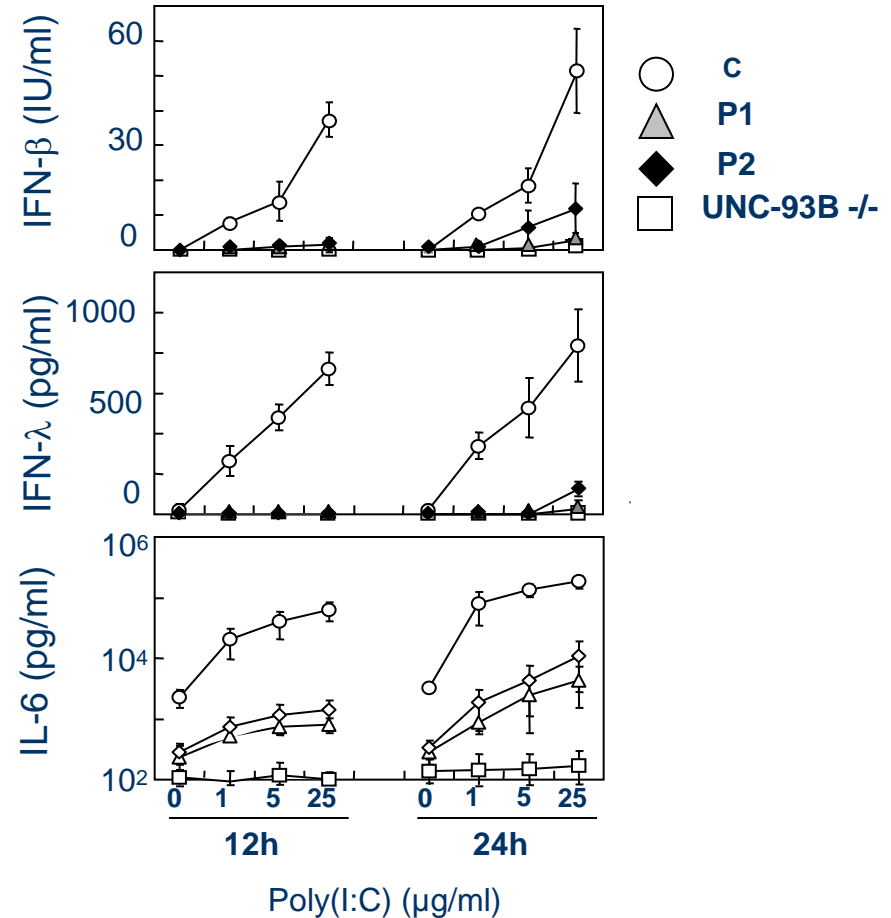 IFN-β (IU/ml)
60
30
0
C
P1
P2
UNC-93B -/-
IFN-λ (pg/ml)
1000
500
0
IL-6 (pg/ml)
10⁶
10⁴
10²
0 1 5 25 0 1 5 25
12h 24h
Poly(I:C) (µg/ml)